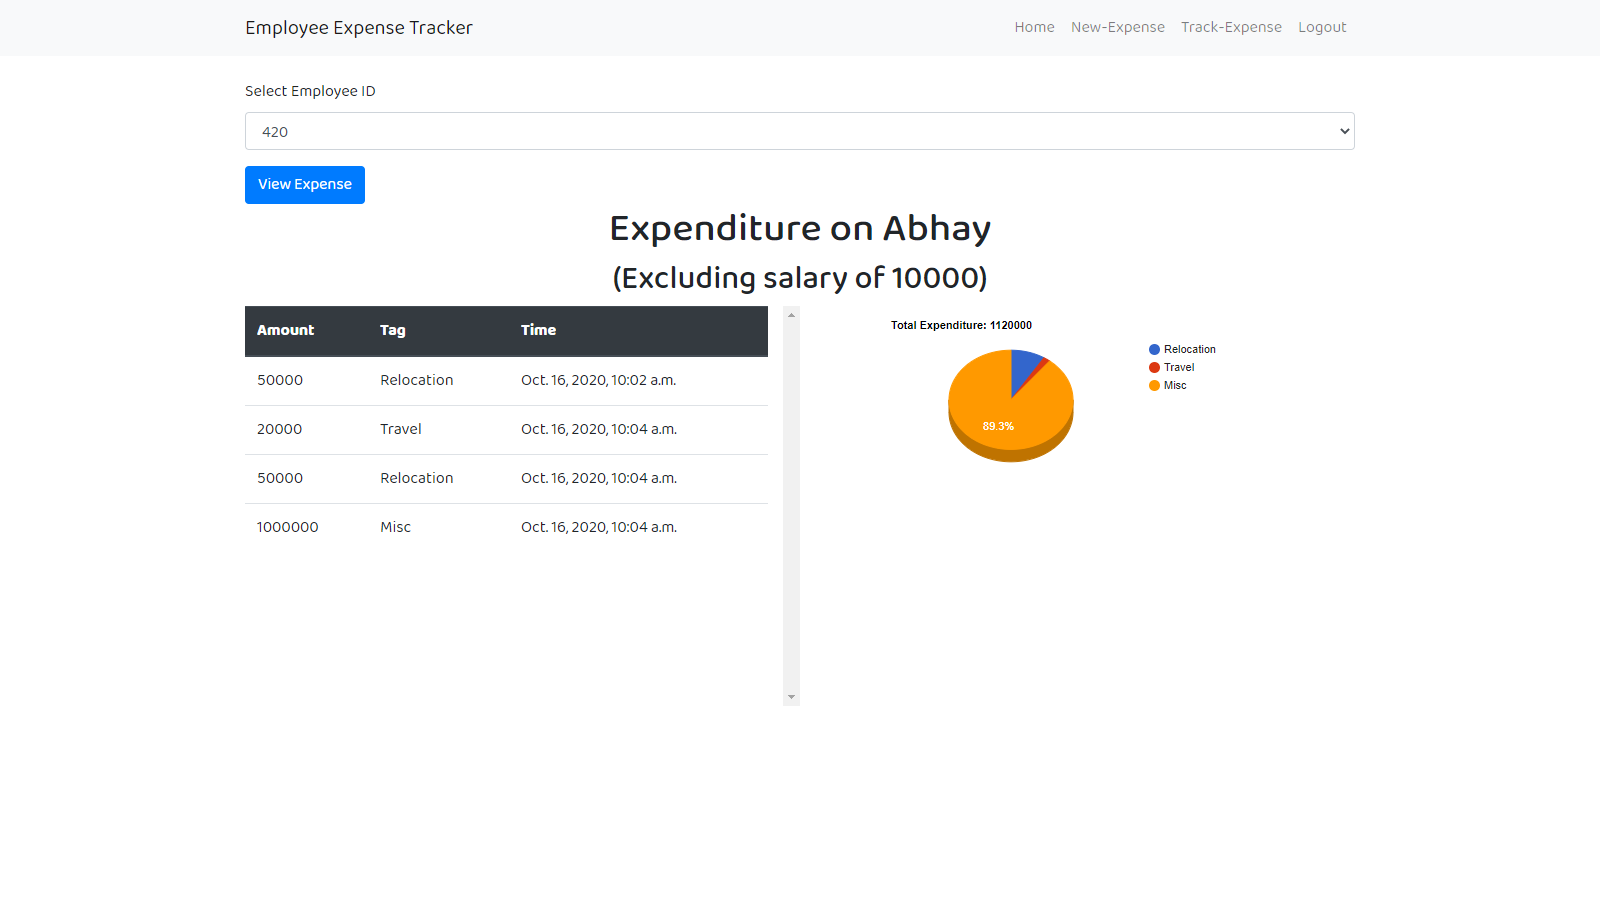 Employee Expense Tracker Home New-Expense Track-Expense Logout
Select Employee ID
420
View Expense
Expenditure on Abhay
(Excluding salary of 10000)
Amount Tag Time
50000 Relocation Oct. 16, 2020, 10:02 a.m.
20000 Travel Oct. 16, 2020, 10:04 a.m.
50000 Relocation Oct. 16, 2020, 10:04 a.m.
1000000 Misc Oct. 16, 2020, 10:04 a.m.
Total Expenditure: 1120000
Relocation
Travel
Misc
89.3%